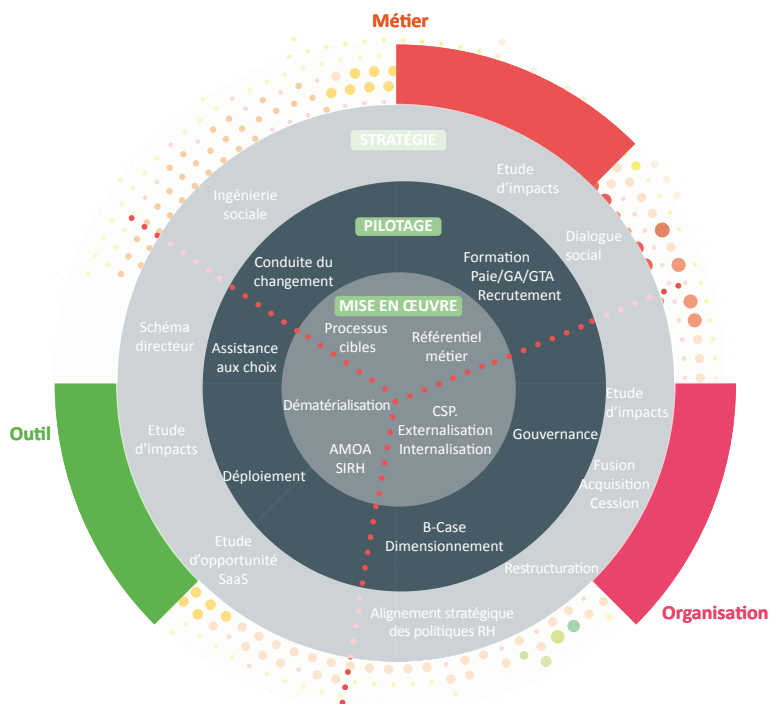 Métier
STRATÉGIE
Etude
d’impacts
Ingénierie
sociale
PILOTAGE
Dialogue
social
Formation
Paie/GA/GTA
Recrutement
Conduite du
changement
MISE EN ŒUVRE
Processus
cibles
Référentiel
métier
Schéma
directeur
Assistance
aux choix
Dématérialisation
CSP.
Externalisation
Internalisation
Etude
d’impacts
Gouvernance
Outil
Etude
d’impacts
AMOA
SIRH
Déploiement
Fusion
Acquisition
Cession
B-Case
Dimensionnement
Etude
d’opportunité
SaaS
Restructuration
Alignement stratégique
des politiques RH
Organisation